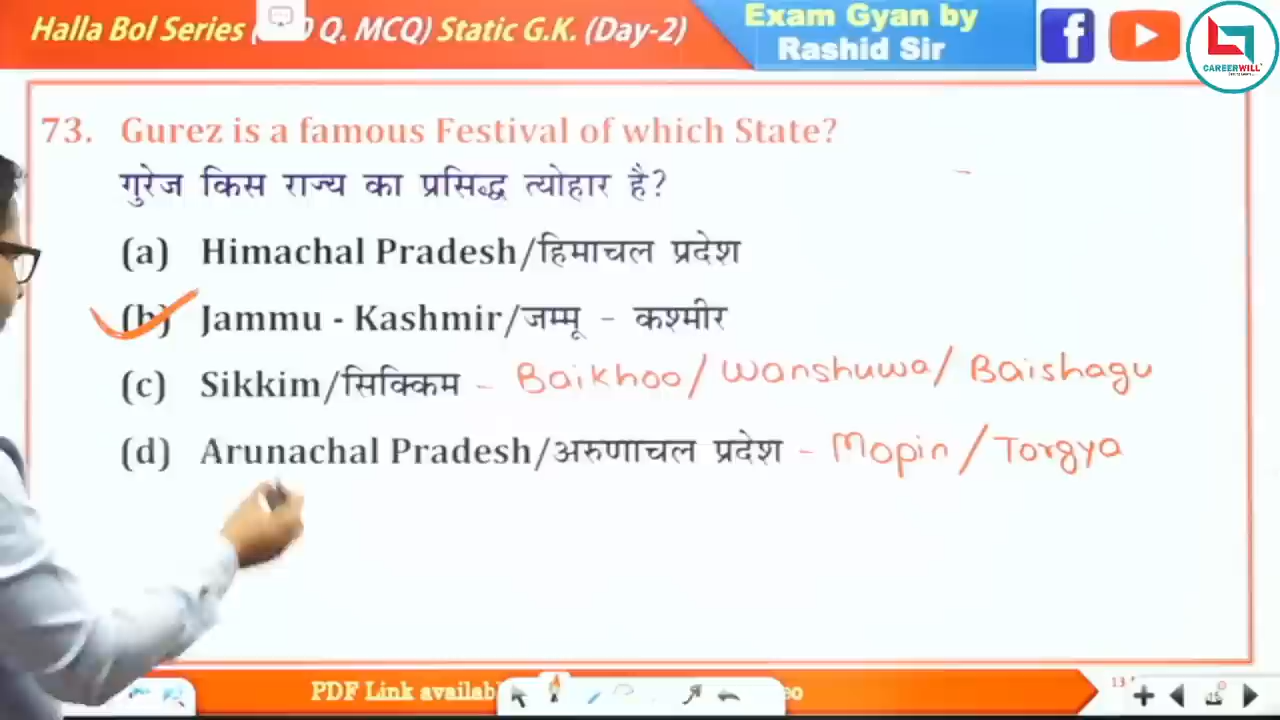 Halla Bol Series Q. MCQ) Static G.K. (Day-2)
Exam Gyan by
Rashid Sir
CAREERWILL
73. Gurez is a famous Festival of which State?
गुरेज किस राज्य का प्रसिद्ध त्योहार है?
(a) Himachal Pradesh/हिमाचल प्रदेश
(b) Jammu - Kashmir/जम्मू - कश्मीर
(c) Sikkim/सिक्किम - Baikhoo/Wanshuwa/Baishagu
(d) Arunachal Pradesh/अरुणाचल प्रदेश - Mopin/Torgya
PDF Link